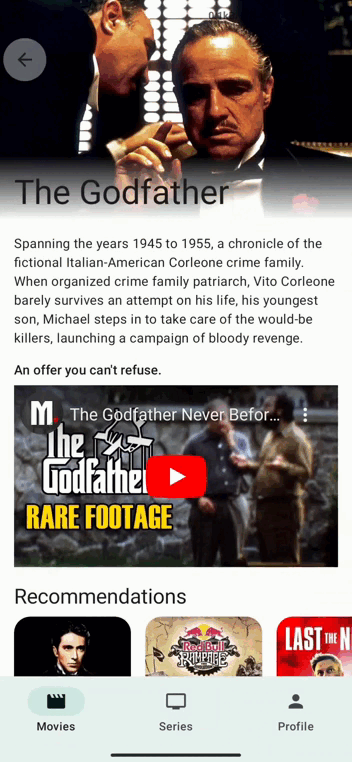 The Godfather
Spanning the years 1945 to 1955, a chronicle of the
fictional Italian-American Corleone crime family.
When organized crime family patriarch, Vito Corleone
barely survives an attempt on his life, his youngest
son, Michael steps in to take care of the would-be
killers, launching a campaign of bloody revenge.
An offer you can't refuse.
M.
The Godfather Never Befor...
The
Godfather
RARE FOOTAGE
Recommendations
Red Bull
RAMPAGE
LAST THE N
Movies
Series
Profile